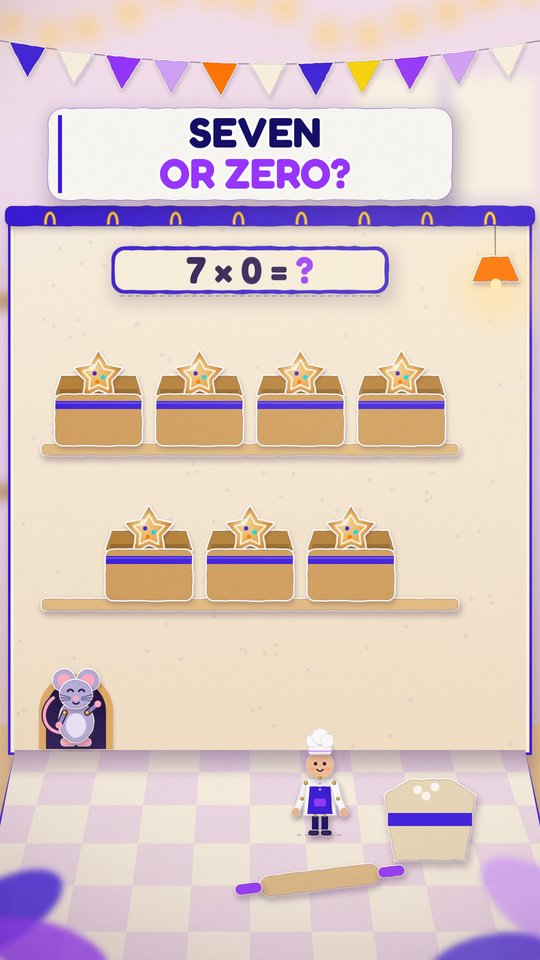 SEVEN
OR ZERO?
7 × 0 = ?